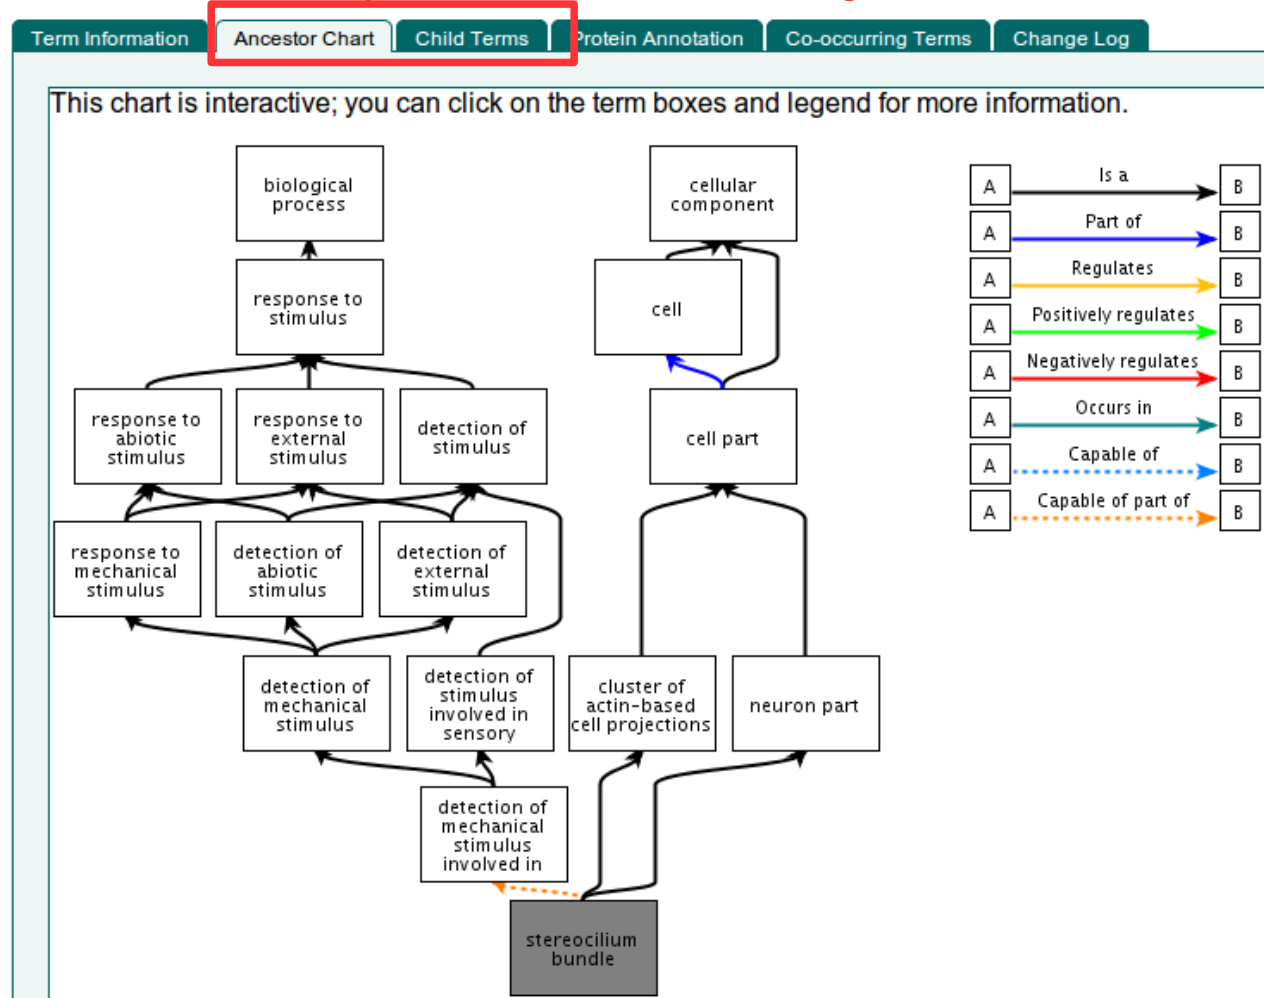 Term Information
Ancestor Chart
Child Terms
Protein Annotation
Co-occurring Terms
Change Log
This chart is interactive; you can click on the term boxes and legend for more information.
biological
process
cellular
component
response to
stimulus
cell
response to
abiotic
stimulus
response to
external
stimulus
detection of
stimulus
cell part
response to
mechanical
stimulus
detection of
abiotic
stimulus
detection of
external
stimulus
detection of
mechanical
stimulus
detection of
stimulus
involved in
sensory
cluster of
actin-based
cell projections
neuron part
detection of
mechanical
stimulus
involved in
stereocilium
bundle
A Is a B
A Part of B
A Regulates B
A Positively regulates B
A Negatively regulates B
A Occurs in B
A Capable of B
A Capable of part of B